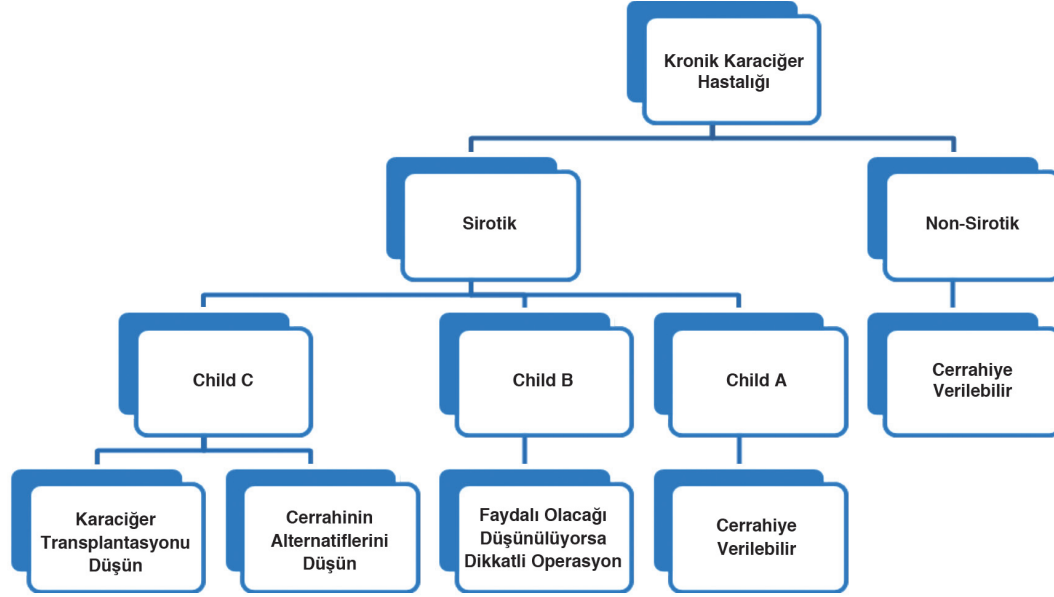 Kronik Karaciğer
Hastalığı
Sirotik
Non-Sirotik
Child C
Child B
Child A
Cerrahiye
Verilebilir
Karaciğer
Transplantasyonu
Düşün
Cerrahinin
Alternatiflerini
Düşün
Faydalı Olacağı
Düşünülüyorsa
Dikkatli Operasyon
Cerrahiye
Verilebilir